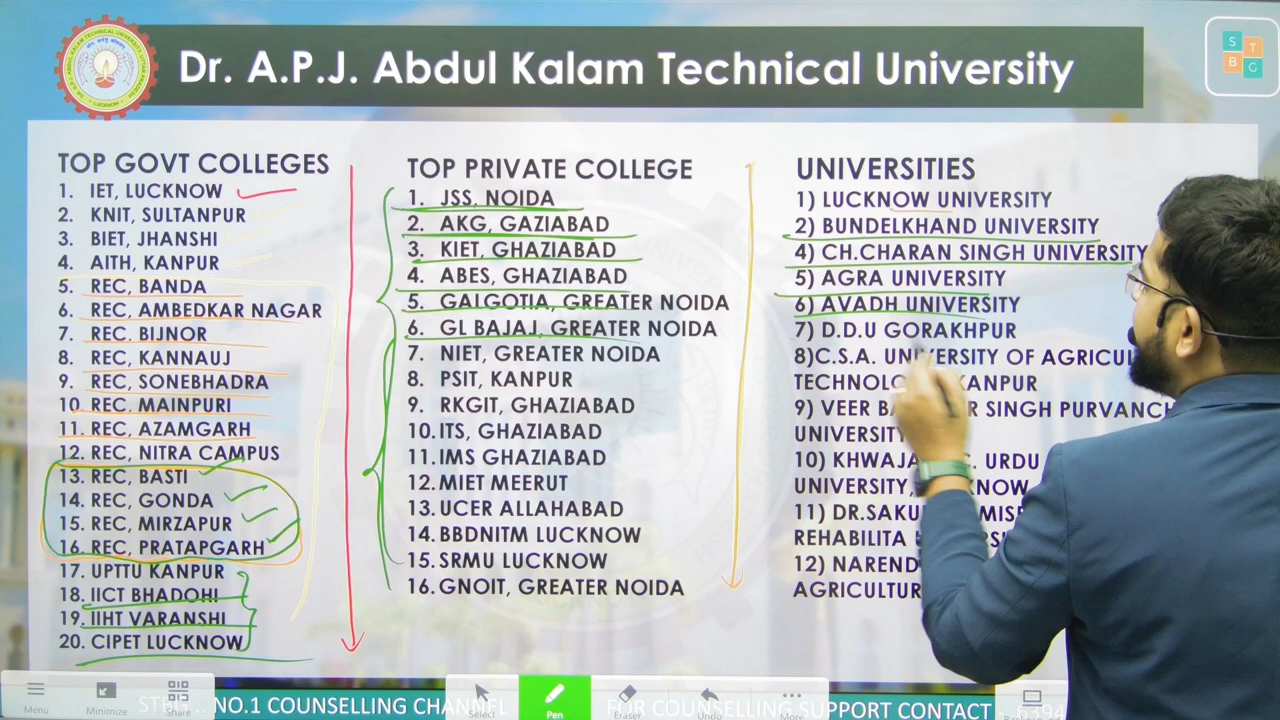 Dr. A.P.J. Abdul Kalam Technical University
S T
B G
TOP GOVT COLLEGES
1. IET, LUCKNOW
2. KNIT, SULTANPUR
3. BIET, JHANSHI
4. AITH, KANPUR
5. REC, BANDA
6. REC, AMBEDKAR NAGAR
7. REC, BIJNOR
8. REC, KANNAUJ
9. REC, SONEBHADRA
10. REC, MAINPURI
11. REC, AZAMGARH
12. REC, NITRA CAMPUS
13. REC, BASTI
14. REC, GONDA
15. REC, MIRZAPUR
16. REC, PRATAPGARH
17. UPTTU KANPUR
18. IICT BHADOHI
19. IIHT VARANSHI
20. CIPET LUCKNOW
TOP PRIVATE COLLEGE
1. JSS, NOIDA
2. AKG, GAZIABAD
3. KIET, GHAZIABAD
4. ABES, GHAZIABAD
5. GALGOTIA, GREATER NOIDA
6. GL BAJAJ, GREATER NOIDA
7. NIET, GREATER NOIDA
8. PSIT, KANPUR
9. RKGIT, GHAZIABAD
10. ITS, GHAZIABAD
11. IMS GHAZIABAD
12. MIET MEERUT
13. UCER ALLAHABAD
14. BBDNITM LUCKNOW
15. SRMU LUCKNOW
16. GNOIT, GREATER NOIDA
UNIVERSITIES
1) LUCKNOW UNIVERSITY
2) BUNDELKHAND UNIVERSITY
4) CH.CHARAN SINGH UNIVERSITY
5) AGRA UNIVERSITY
6) AVADH UNIVERSITY
7) D.D.U GORAKHPUR
8)C.S.A. UNIVERSITY OF
KANPUR
9) VEER SINGH
UNIVERSITY
10) KHWAJA URDU
UNIVERSITY,
11)
12)
Menu
Minimize
Share
NO.1 COUNSELLING CHANNEL
Select
Pen
Eraser
Undo
More
FOR COUNSELLING SUPPORT CONTACT - 6394